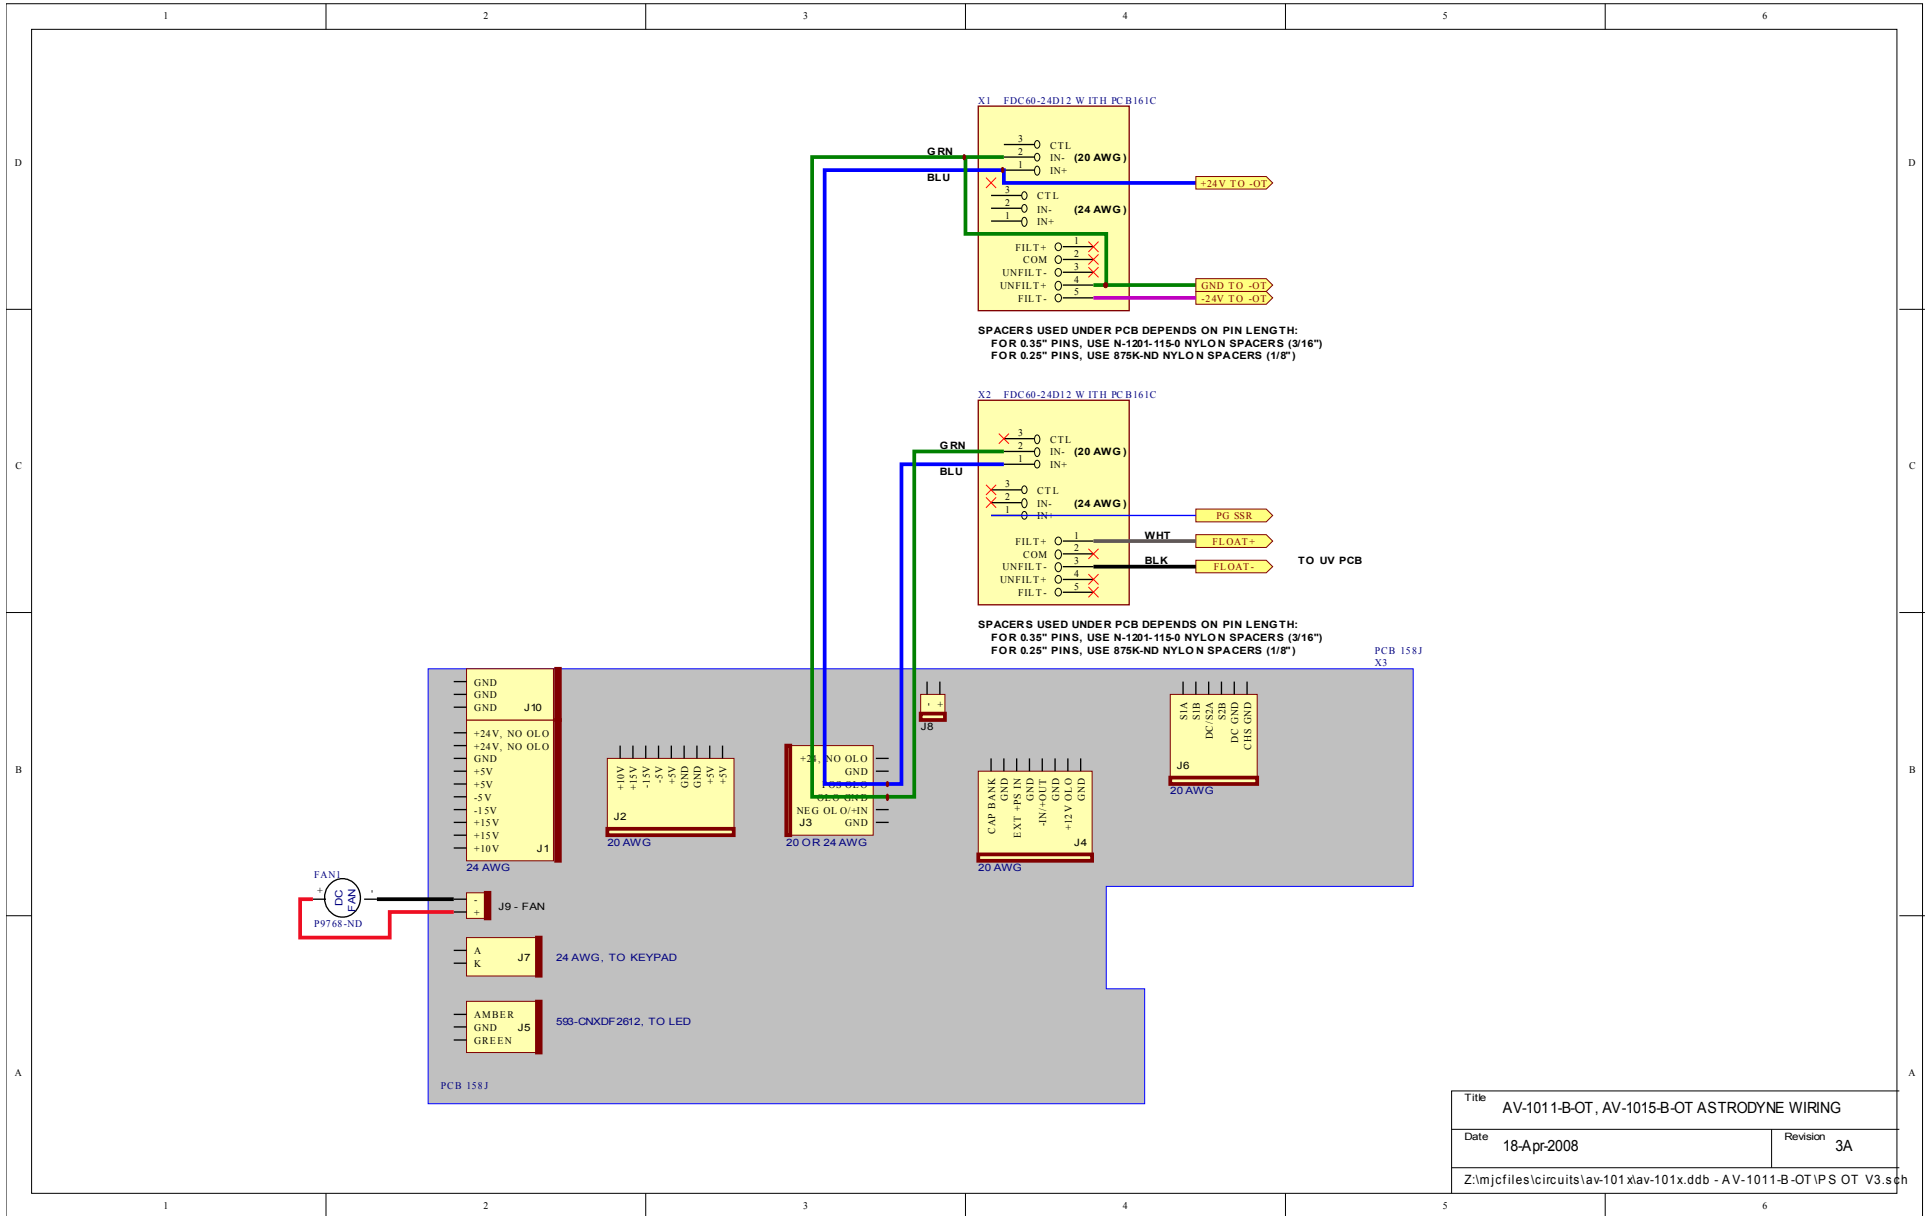 1 2 3 4 5 6
D D
X1 FDC60-24D12 WITH PCB161C
GRN
BLU
3 CTL
2 IN- (20 AWG)
1 IN+
3 CTL
2 IN- (24 AWG)
1 IN+
FILT+ 1
COM 2
UNFILT- 3
UNFILT+ 4
FILT- 5
+24V TO -OT
GND TO -OT
-24V TO -OT
SPACERS USED UNDER PCB DEPENDS ON PIN LENGTH:
FOR 0.35" PINS, USE N-1201-115-0 NYLON SPACERS (3/16")
FOR 0.25" PINS, USE 875K-ND NYLON SPACERS (1/8")
C C
X2 FDC60-24D12 WITH PCB161C
GRN
BLU
3 CTL
2 IN- (20 AWG)
1 IN+
3 CTL
2 IN- (24 AWG)
1 IN+
FILT+ 1
COM 2
UNFILT- 3
UNFILT+ 4
FILT- 5
WHT
BLK
PG SSR
FLOAT+
FLOAT-
TO UV PCB
SPACERS USED UNDER PCB DEPENDS ON PIN LENGTH:
FOR 0.35" PINS, USE N-1201-115-0 NYLON SPACERS (3/16")
FOR 0.25" PINS, USE 875K-ND NYLON SPACERS (1/8")
PCB 158J
X3
B B
GND
GND
GND J10
+24V, NO OLO
+24V, NO OLO
GND
+5V
+5V
-5V
-15V
+15V
+15V
+10V J1
24 AWG
+10V
+15V
-15V
-5V
+5V
GND
GND
+5V
+5V
J2
20 AWG
+24, NO OLO
GND
POS OLO
OLO GND
NEG OLO/+IN
GND
J3
20 OR 24 AWG
- +
J8
CAP BANK
GND
EXT +PS IN
GND
-IN/+OUT
GND
+12V OLO
GND
J4
20 AWG
S1A
S1B
DC/S2A
S2B
DC GND
CHS GND
J6
20 AWG
FAN1
+ -
DC
FAN
P9768-ND
-
+
J9 - FAN
A
K
J7
24 AWG, TO KEYPAD
AMBER
GND
GREEN
J5
593-CNXDF2612, TO LED
PCB 158J
A A
Title
AV-1011-B-OT, AV-1015-B-OT ASTRODYNE WIRING
Date 18-Apr-2008
Revision 3A
Z:\mjcfiles\circuits\av-101x\av-101x.ddb - AV-1011-B-OT\PS OT V3.sch
1 2 3 4 5 6